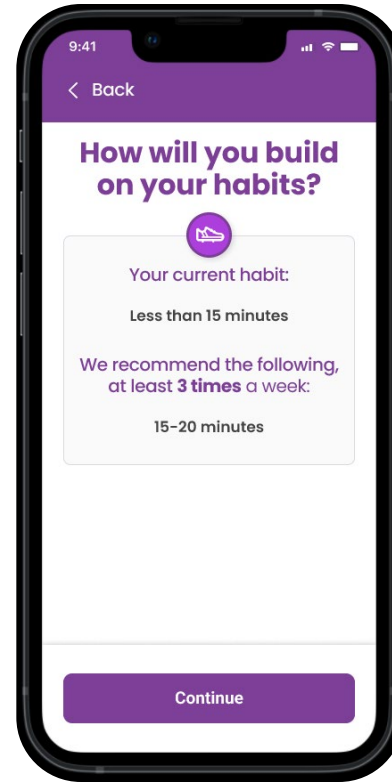 9:41
Back
How will you build
on your habits?
Your current habit:
Less than 15 minutes
We recommend the following,
at least 3 times a week:
15-20 minutes
Continue